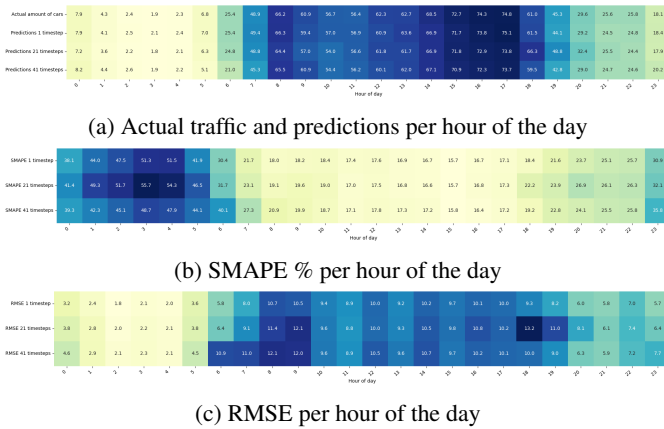 Actual amount of cars 7.9 4.3 2.4 1.9 2.3 6.8 25.4 48.9 66.2 60.9 56.7 56.4 62.3 62.7 68.5 72.7 74.3 74.8 61.6 45.3 29.6 25.6 25.3 18.1
Predictions 1 timestep 7.9 4.1 2.5 2.1 2.4 7.0 25.4 49.4 66.3 59.4 57.0 56.9 60.9 63.6 66.9 71.7 73.8 75.1 61.5 44.1 29.2 24.5 24.8 18.4
Predictions 21 timesteps 7.2 3.6 2.2 1.8 2.1 6.3 24.6 48.8 64.4 57.0 54.0 56.6 61.8 61.7 66.9 71.8 72.9 73.8 66.3 48.6 32.4 25.5 24.4 17.9
Predictions 41 timesteps 8.2 4.4 2.6 1.9 2.2 5.1 21.0 45.3 65.5 60.9 54.4 56.2 60.1 62.0 67.1 70.9 72.3 73.7 59.5 42.6 29.0 24.7 24.6 20.2
0 1 2 3 4 5 6 7 8 9 10 11 12 13 14 15 16 17 18 19 20 21 22 23
Hour of day
(a) Actual traffic and predictions per hour of the day
SMAPE 1 timestep 38.1 44.0 47.5 51.3 51.5 41.9 30.4 21.7 18.0 18.2 18.4 17.4 17.6 16.9 16.7 15.7 16.7 17.1 18.4 21.6 23.7 25.1 25.7 30.9
SMAPE 21 timesteps 41.4 49.3 51.7 55.7 54.3 46.5 31.7 23.1 19.1 19.6 19.0 17.0 17.5 16.8 16.6 15.7 16.8 17.3 22.2 23.9 26.9 26.1 26.3 32.1
SMAPE 41 timesteps 39.3 42.3 45.1 48.7 47.9 44.1 40.1 27.3 20.9 19.9 18.7 17.1 17.8 17.3 17.2 15.8 16.4 17.2 19.2 22.8 24.1 25.5 25.8
0 1 2 3 4 5 6 7 8 9 10 11 12 13 14 15 16 17 18 19 20 21 22 23
Hour of day
(b) SMAPE % per hour of the day
RMSE 1 timestep 3.2 2.4 1.8 2.1 2.0 3.6 5.8 8.0 10.7 10.5 9.4 8.9 10.0 9.2 10.2 9.7 10.1 10.0 9.3 8.2 6.0 5.8 7.0 5.7
RMSE 21 timesteps 3.8 2.8 2.0 2.2 2.1 3.8 6.4 9.1 11.4 12.1 9.6 8.8 10.0 9.3 10.5 9.8 10.8 10.2 13.2 11.0 8.1 6.1 7.4 6.4
RMSE 41 timesteps 4.6 2.9 2.1 2.3 2.1 4.5 10.9 11.0 12.1 12.0 9.6 8.9 10.5 9.6 10.7 9.7 10.2 10.1 10.0 9.0 6.3 5.9 7.2 7.7
0 1 2 3 4 5 6 7 8 9 10 11 12 13 14 15 16 17 18 19 20 21 22 23
Hour of day
(c) RMSE per hour of the day